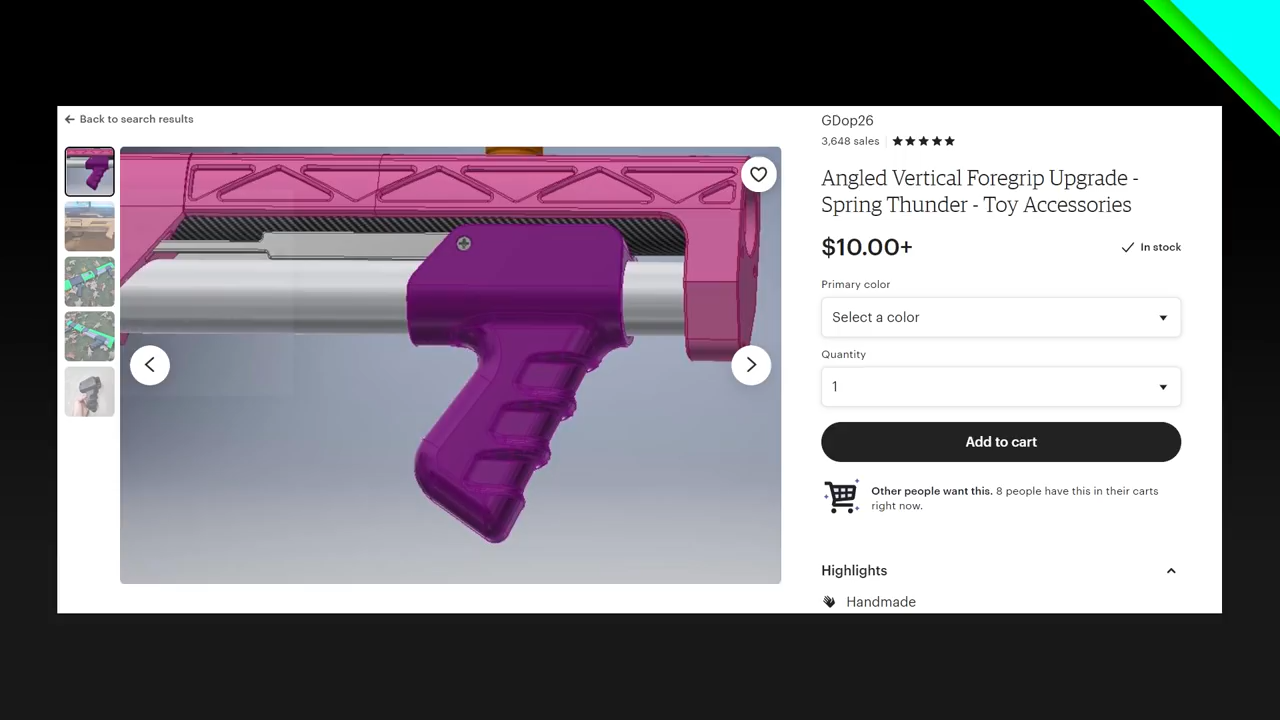 Back to search results
GDop26
3,648 sales
Angled Vertical Foregrip Upgrade -
Spring Thunder - Toy Accessories
$10.00+
In stock
Primary color
Select a color
Quantity
1
Add to cart
Other people want this. 8 people have this in their carts
right now.
Highlights
Handmade